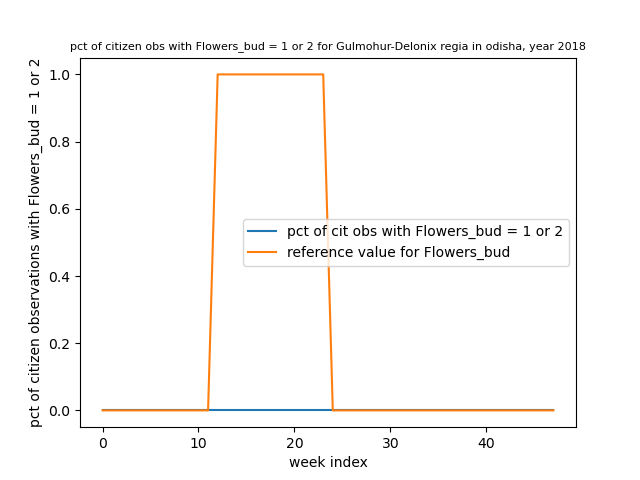 pct of citizen obs with Flowers_bud = 1 or 2 for Gulmohur-Delonix regia in odisha, year 2018
pct of citizen observations with Flowers_bud = 1 or 2
1.0
0.8
0.6
0.4
0.2
0.0
pct of cit obs with Flowers_bud = 1 or 2
reference value for Flowers_bud
0
10
20
30
40
week index